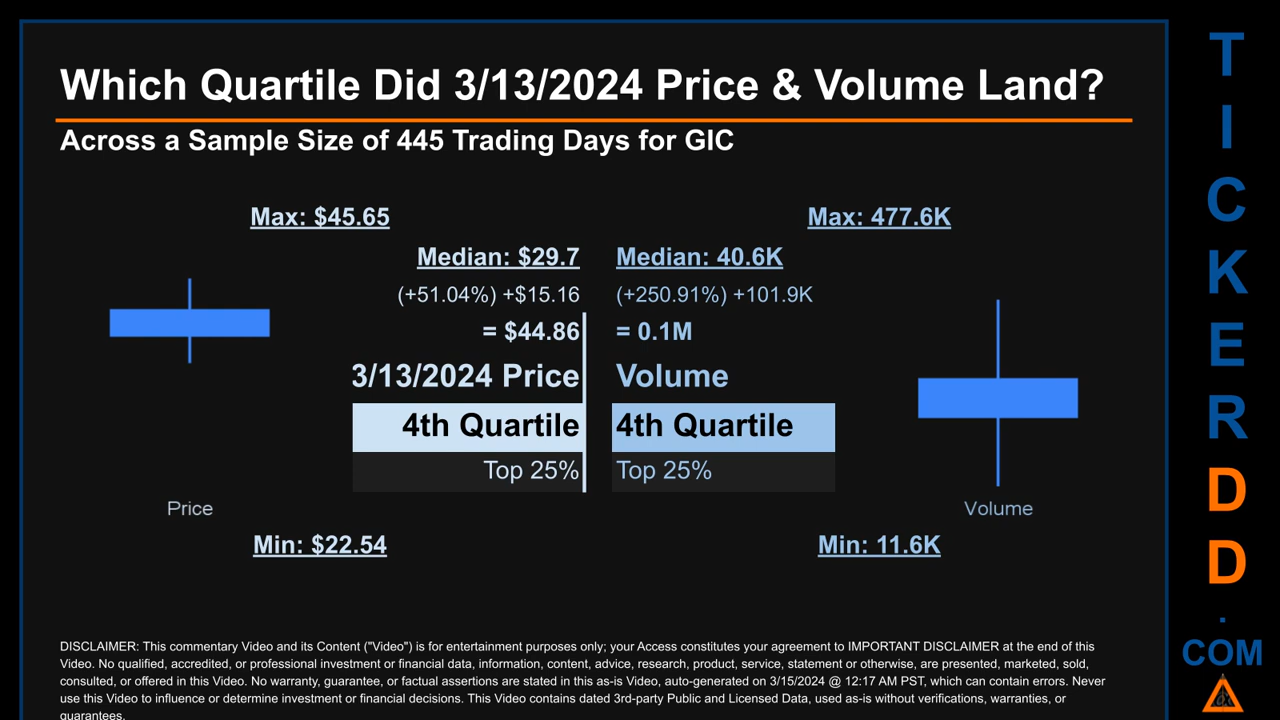 Which Quartile Did 3/13/2024 Price & Volume Land?
Across a Sample Size of 445 Trading Days for GIC
Max: $45.65
Max: 477.6K
Median: $29.7
Median: 40.6K
(+51.04%) +$15.16
(+250.91%) +101.9K
= $44.86
= 0.1M
3/13/2024 Price
Volume
4th Quartile
4th Quartile
Top 25%
Top 25%
Price
Volume
Min: $22.54
Min: 11.6K
DISCLAIMER: This commentary Video and its Content ("Video") is for entertainment purposes only; your Access constitutes your agreement to IMPORTANT DISCLAIMER at the end of this
Video. No qualified, accredited, or professional investment or financial data, information, content, advice, research, product, service, statement or otherwise, are presented, marketed, sold,
consulted, or offered in this Video. No warranty, guarantee, or factual assertions are stated in this as-is Video, auto-generated on 3/15/2024 @ 12:17 AM PST, which can contain errors. Never
use this Video to influence or determine investment or financial decisions. This Video contains dated 3rd-party Public and Licensed Data, used as-is without verifications, warranties, or
guarantees.
T
I
C
K
E
R
D
D
.
COM